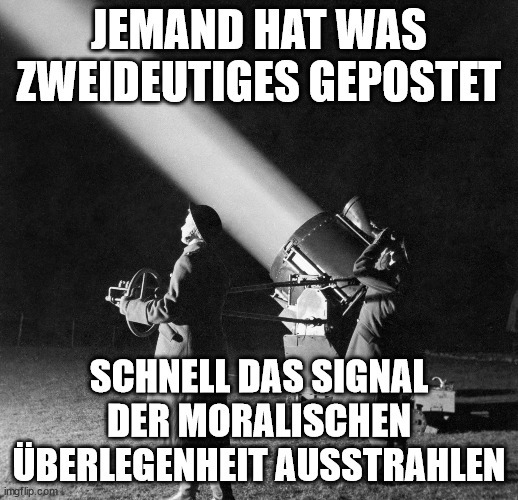 JEMAND HAT WAS
ZWEIDEUTIGES GEPOSTET
SCHNELL DAS SIGNAL
DER MORALISCHEN
ÜBERLEGENHEIT AUSSTRAHLEN
imgflip.com